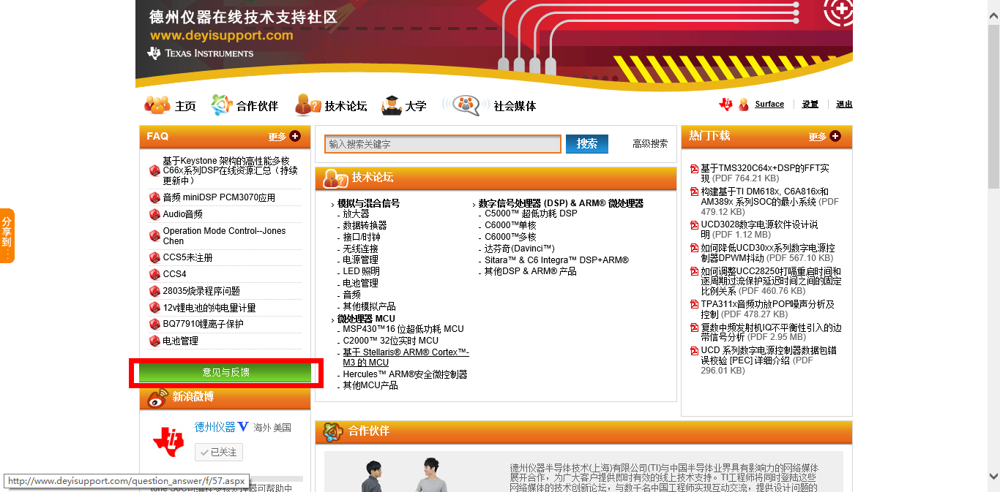 德州仪器在线技术支持社区
www.deyisupport.com
TEXAS INSTRUMENTS
主页
合作伙伴
技术论坛
大学
社会媒体
Surface
设置
退出
FAQ
更多
基于Keystone 架构的高性能多核
C66x系列DSP在线资源汇总（持续
更新中）
音频 miniDSP PCM3070应用
Audio音频
Operation Mode Control--Jones
Chen
CCS5未注册
CCS4
28035烧录程序问题
12v锂电池的纯电量计量
BQ77910锂离子保护
电池管理
意见与反馈
新浪微博
德州仪器 V 海外 美国
已关注
输入搜索关键字
搜索
高级搜索
技术论坛
模拟与混合信号
放大器
数据转换器
接口/时钟
无线连接
电源管理
LED 照明
电池管理
音频
其他模拟产品
微处理器 MCU
MSP430™16 位超低功耗 MCU
C2000™ 32位实时 MCU
基于 Stellaris® ARM® Cortex™-
M3 的 MCU
Hercules™ ARM®安全微控制器
其他MCU产品
数字信号处理器 (DSP) & ARM® 微处理器
C5000™ 超低功耗 DSP
C6000™单核
C6000™多核
达芬奇(Davinci™)
Sitara™ & C6 Integra™ DSP+ARM®
其他DSP & ARM® 产品
热门下载
更多
基于TMS320C64x+DSP的FFT实
现 (PDF 764.21 KB)
构建基于TI DM618x, C6A816x和
AM389x 系列SOC的最小系统 (PDF
479.12 KB)
UCD3028数字电源软件设计说
明 (PDF 1.12 MB)
如何降低UCD30xx系列数字电源控
制器DPWM抖动 (PDF 567.10 KB)
如何调整UCC28250打嗝重启时间和
逐周期过流保护延迟时间之间的固定
比例关系 (PDF 460.76 KB)
TPA311x音频功放POP噪声分析及
控制 (PDF 478.27 KB)
复数中频发射机IQ不平衡性引入的边
带信号分析 (PDF 2.95 MB)
UCD 系列数字电源控制器数据包错
误校验 [PEC] 详细介绍 (PDF
296.01 KB)
合作伙伴
德州仪器半导体技术(上海)有限公司(TI)与中国半导体业界具有影响力的网络媒体
展开合作，为广大客户提供即时有效的线上技术支持。TI工程师将同时登陆这些
网络媒体的技术创新论坛，与数千名中国工程师实现互动交流，提供设计问题的
分享到:
http://www.deyisupport.com/question_answer/f/57.aspx